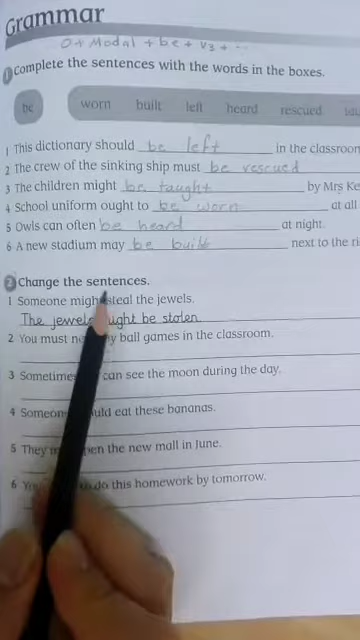 Grammar
O + Modal + be + V3 + ...
1 Complete the sentences with the words in the boxes.
be worn built left heard rescued
1 This dictionary should be left in the classroom
2 The crew of the sinking ship must be rescued
3 The children might be taught by Mrs Ke
4 School uniform ought to be worn at all
5 Owls can often be heard at night.
6 A new stadium may be built next to the ri
2 Change the sentences.
1 Someone might steal the jewels.
The jewels might be stolen
2 You must ball games in the classroom.
3 Sometimes can see the moon during the day.
4 Someone eat these bananas.
5 They the new mall in June.
6 do this homework by tomorrow.